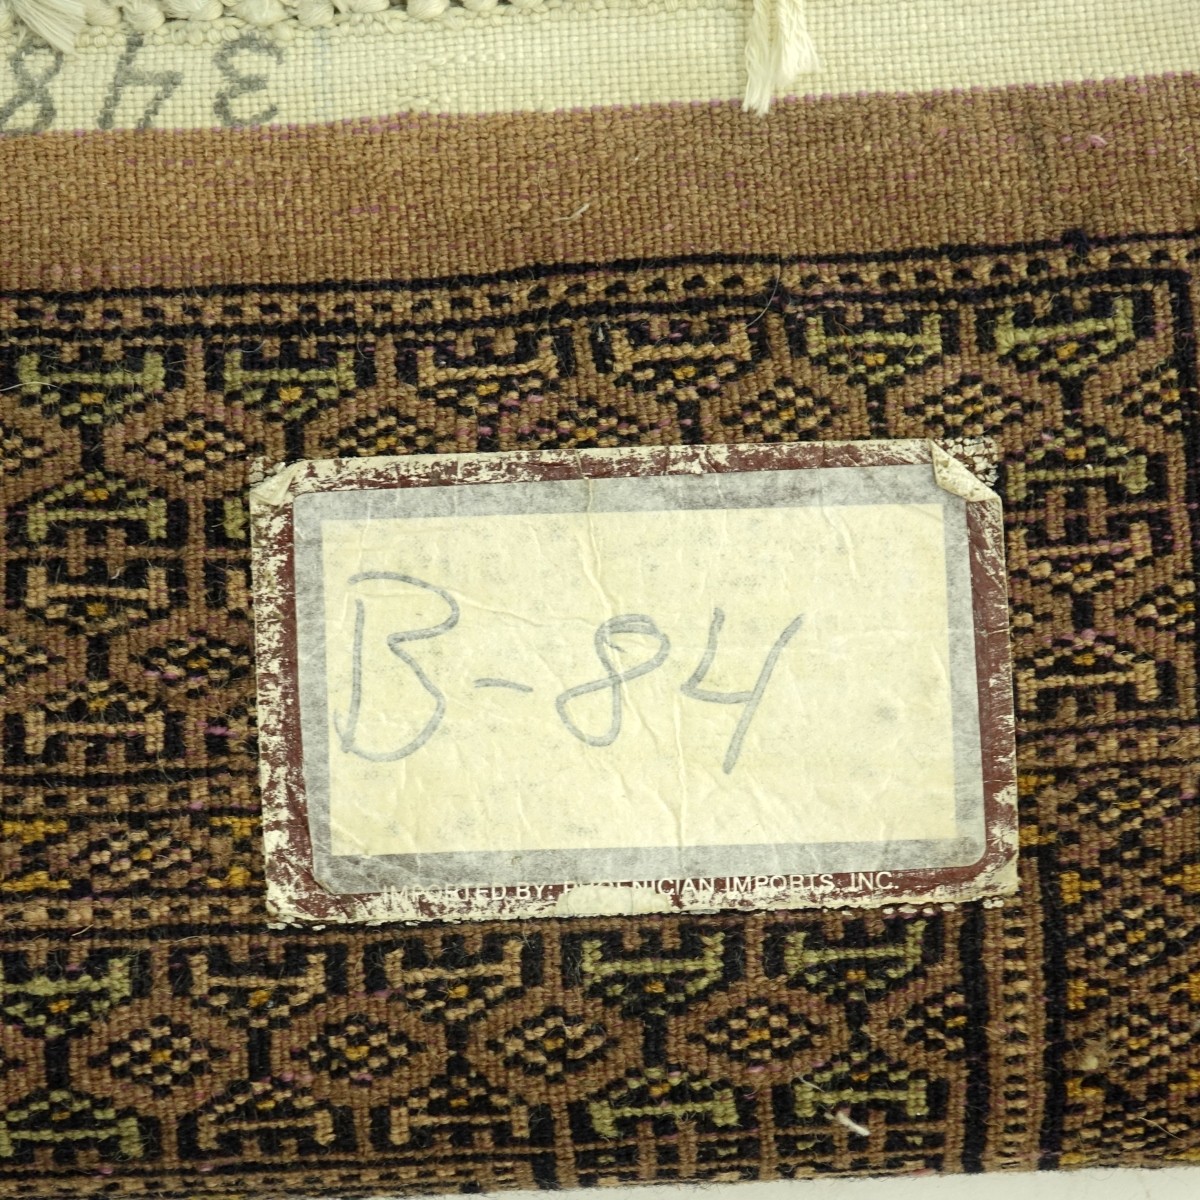 348
B-84
IMPORTED BY: PHOENICIAN IMPORTS, INC.